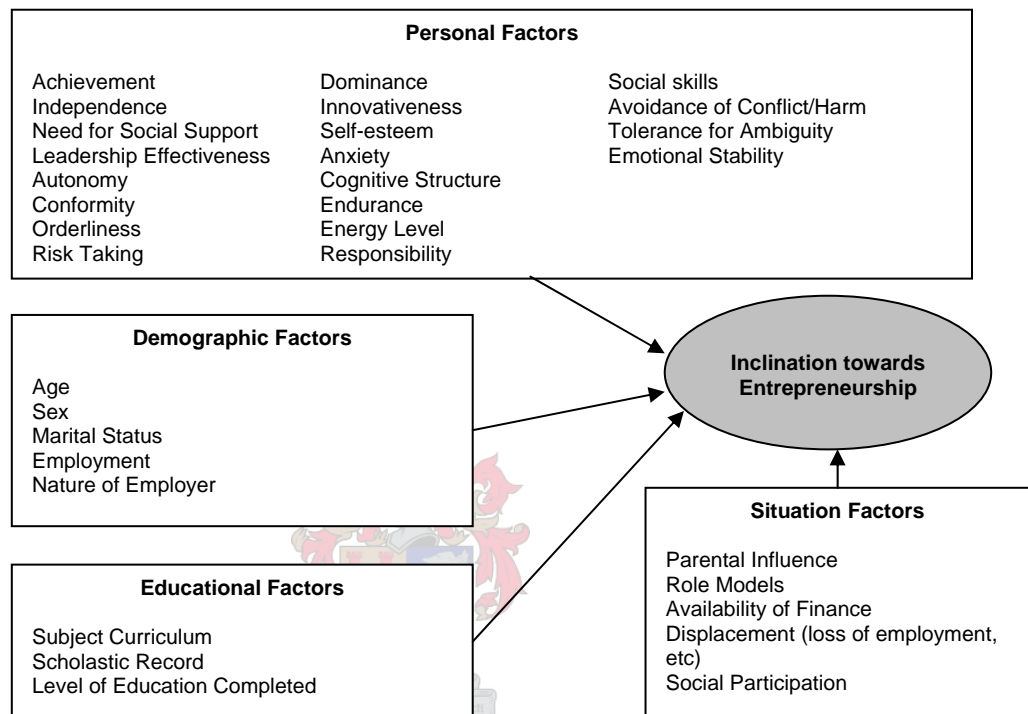 Personal Factors
Achievement
Independence
Need for Social Support
Leadership Effectiveness
Autonomy
Conformity
Orderliness
Risk Taking
Dominance
Innovativeness
Self-esteem
Anxiety
Cognitive Structure
Endurance
Energy Level
Responsibility
Social skills
Avoidance of Conflict/Harm
Tolerance for Ambiguity
Emotional Stability
Demographic Factors
Age
Sex
Marital Status
Employment
Nature of Employer
Inclination towards
Entrepreneurship
Educational Factors
Subject Curriculum
Scholastic Record
Level of Education Completed
Situation Factors
Parental Influence
Role Models
Availability of Finance
Displacement (loss of employment,
etc)
Social Participation